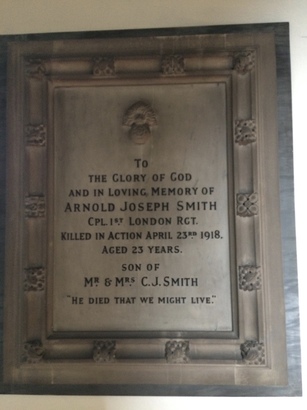 TO
THE GLORY OF GOD
AND IN LOVING MEMORY OF
ARNOLD JOSEPH SMITH
CPL. 1ST LONDON RGT.
KILLED IN ACTION APRIL 23RD 1918.
AGED 23 YEARS.
SON OF
MR & MRS C.J. SMITH
"HE DIED THAT WE MIGHT LIVE."